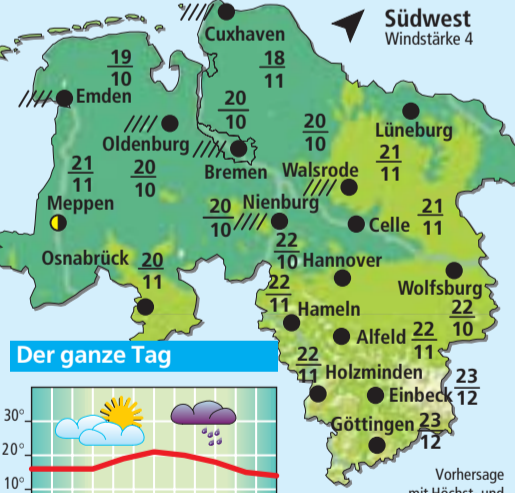 Südwest
Windstärke 4
Cuxhaven
19
10
18
11
Emden
20
10
Oldenburg
20
10
Lüneburg
21
11
Bremen
Walsrode
21
11
20
10
Meppen
20
10
Nienburg
Celle
21
11
Osnabrück
20
11
22
10
Hannover
Wolfsburg
22
10
22
11
Hameln
Alfeld
22
11
Der ganze Tag
22
11
Holzminden
Einbeck
23
12
Göttingen
23
12
30°
20°
10°
Vorhersage
mit Höchst- und